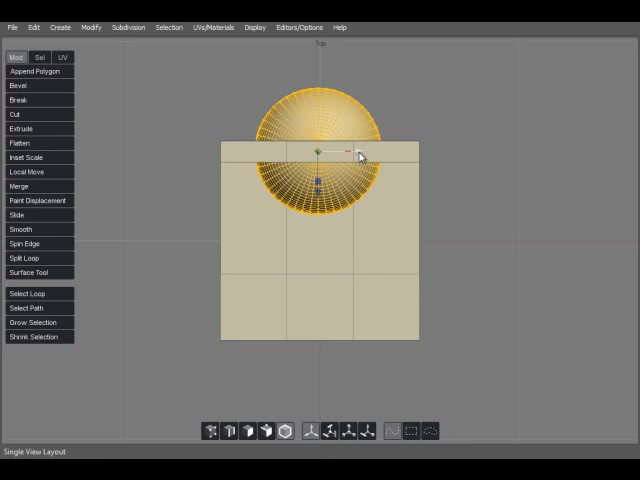 File Edit Create Modify Subdivision Selection UVs/Materials Display Editors/Options Help
Top
Mod Sel UV
Append Polygon
Bevel
Break
Cut
Extrude
Flatten
Inset Scale
Local Move
Merge
Paint Displacement
Slide
Smooth
Spin Edge
Split Loop
Surface Tool
Select Loop
Select Path
Grow Selection
Shrink Selection
Single View Layout